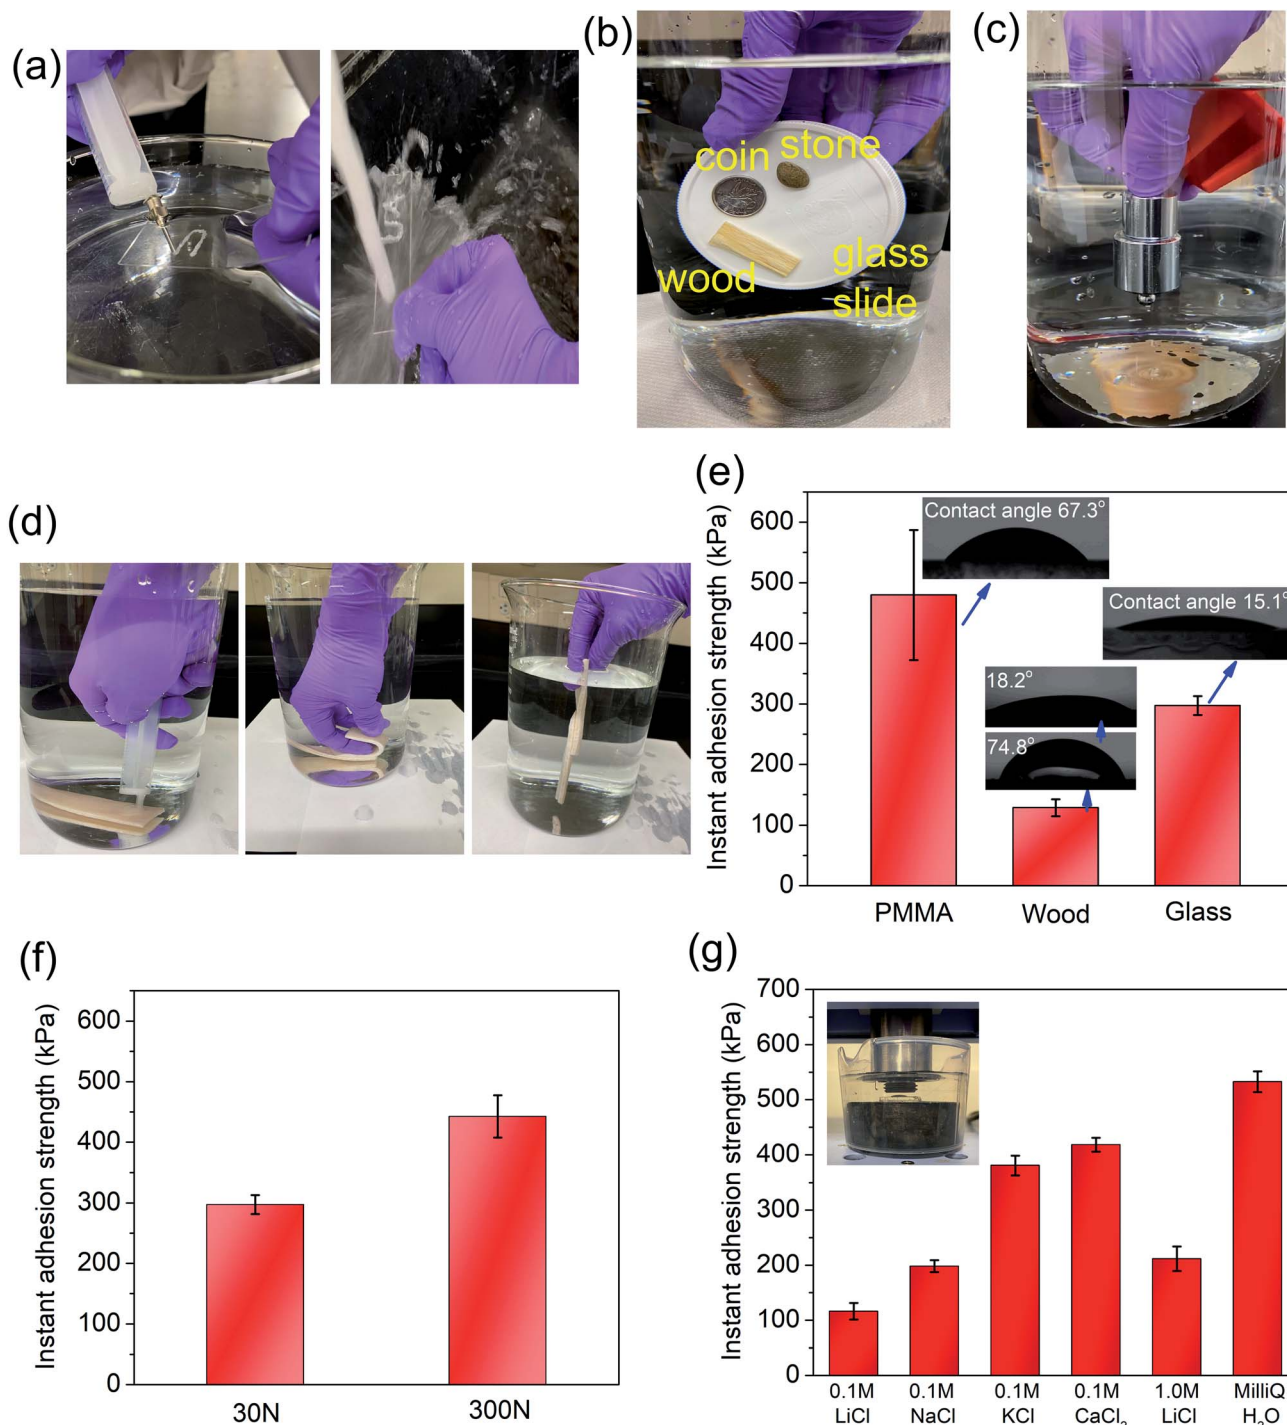 (a)
(b)
coin
stone
wood
glass
slide
(c)
(d)
(e)
Instant adhesion strength (kPa)
600
500
400
300
200
100
0
Contact angle 67.3°
Contact angle 15.1°
18.2°
74.8°
PMMA
Wood
Glass
(f)
Instant adhesion strength (kPa)
600
500
400
300
200
100
0
30N
300N
(g)
Instant adhesion strength (kPa)
700
600
500
400
300
200
100
0
0.1M
LiCl
0.1M
NaCl
0.1M
KCl
0.1M
CaCl₂
1.0M
LiCl
MilliQ
H₂O